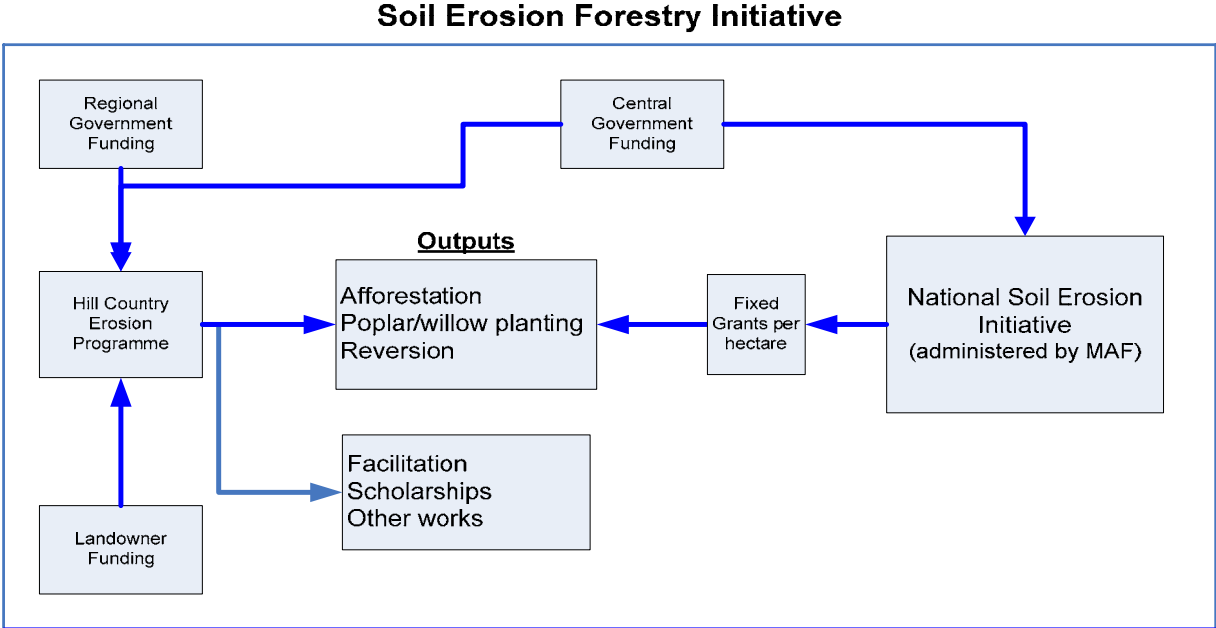 Soil Erosion Forestry Initiative
Regional
Government
Funding
Central
Government
Funding
Outputs
Hill Country
Erosion
Programme
Afforestation
Poplar/willow planting
Reversion
Fixed
Grants per
hectare
National Soil Erosion
Initiative
(administered by MAF)
Facilitation
Scholarships
Other works
Landowner
Funding